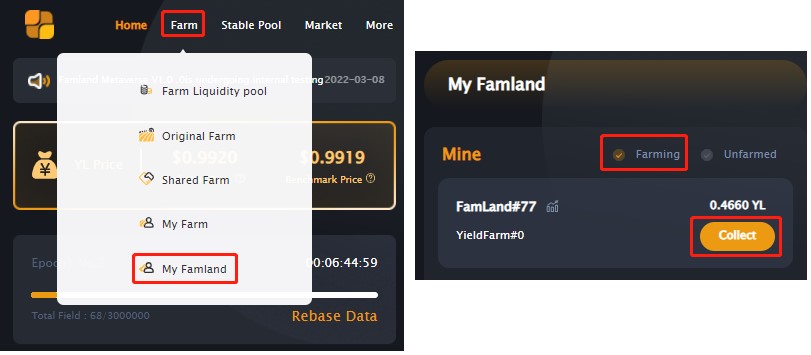 Home Farm Stable Pool Market More
Famland Metaverse V1.0 undergoing internal testing 2022-03-08
Farm Liquidity pool
Original Farm
YL Price $0.9920 $0.9919
Shared Farm
Benchmark Price
My Farm
My Famland
00:06:44:59
Total Field : 68/3000000
Rebase Data
My Famland
Mine Farming Unfarmed
FamLand#77 0.4660 YL
YieldFarm#0 Collect